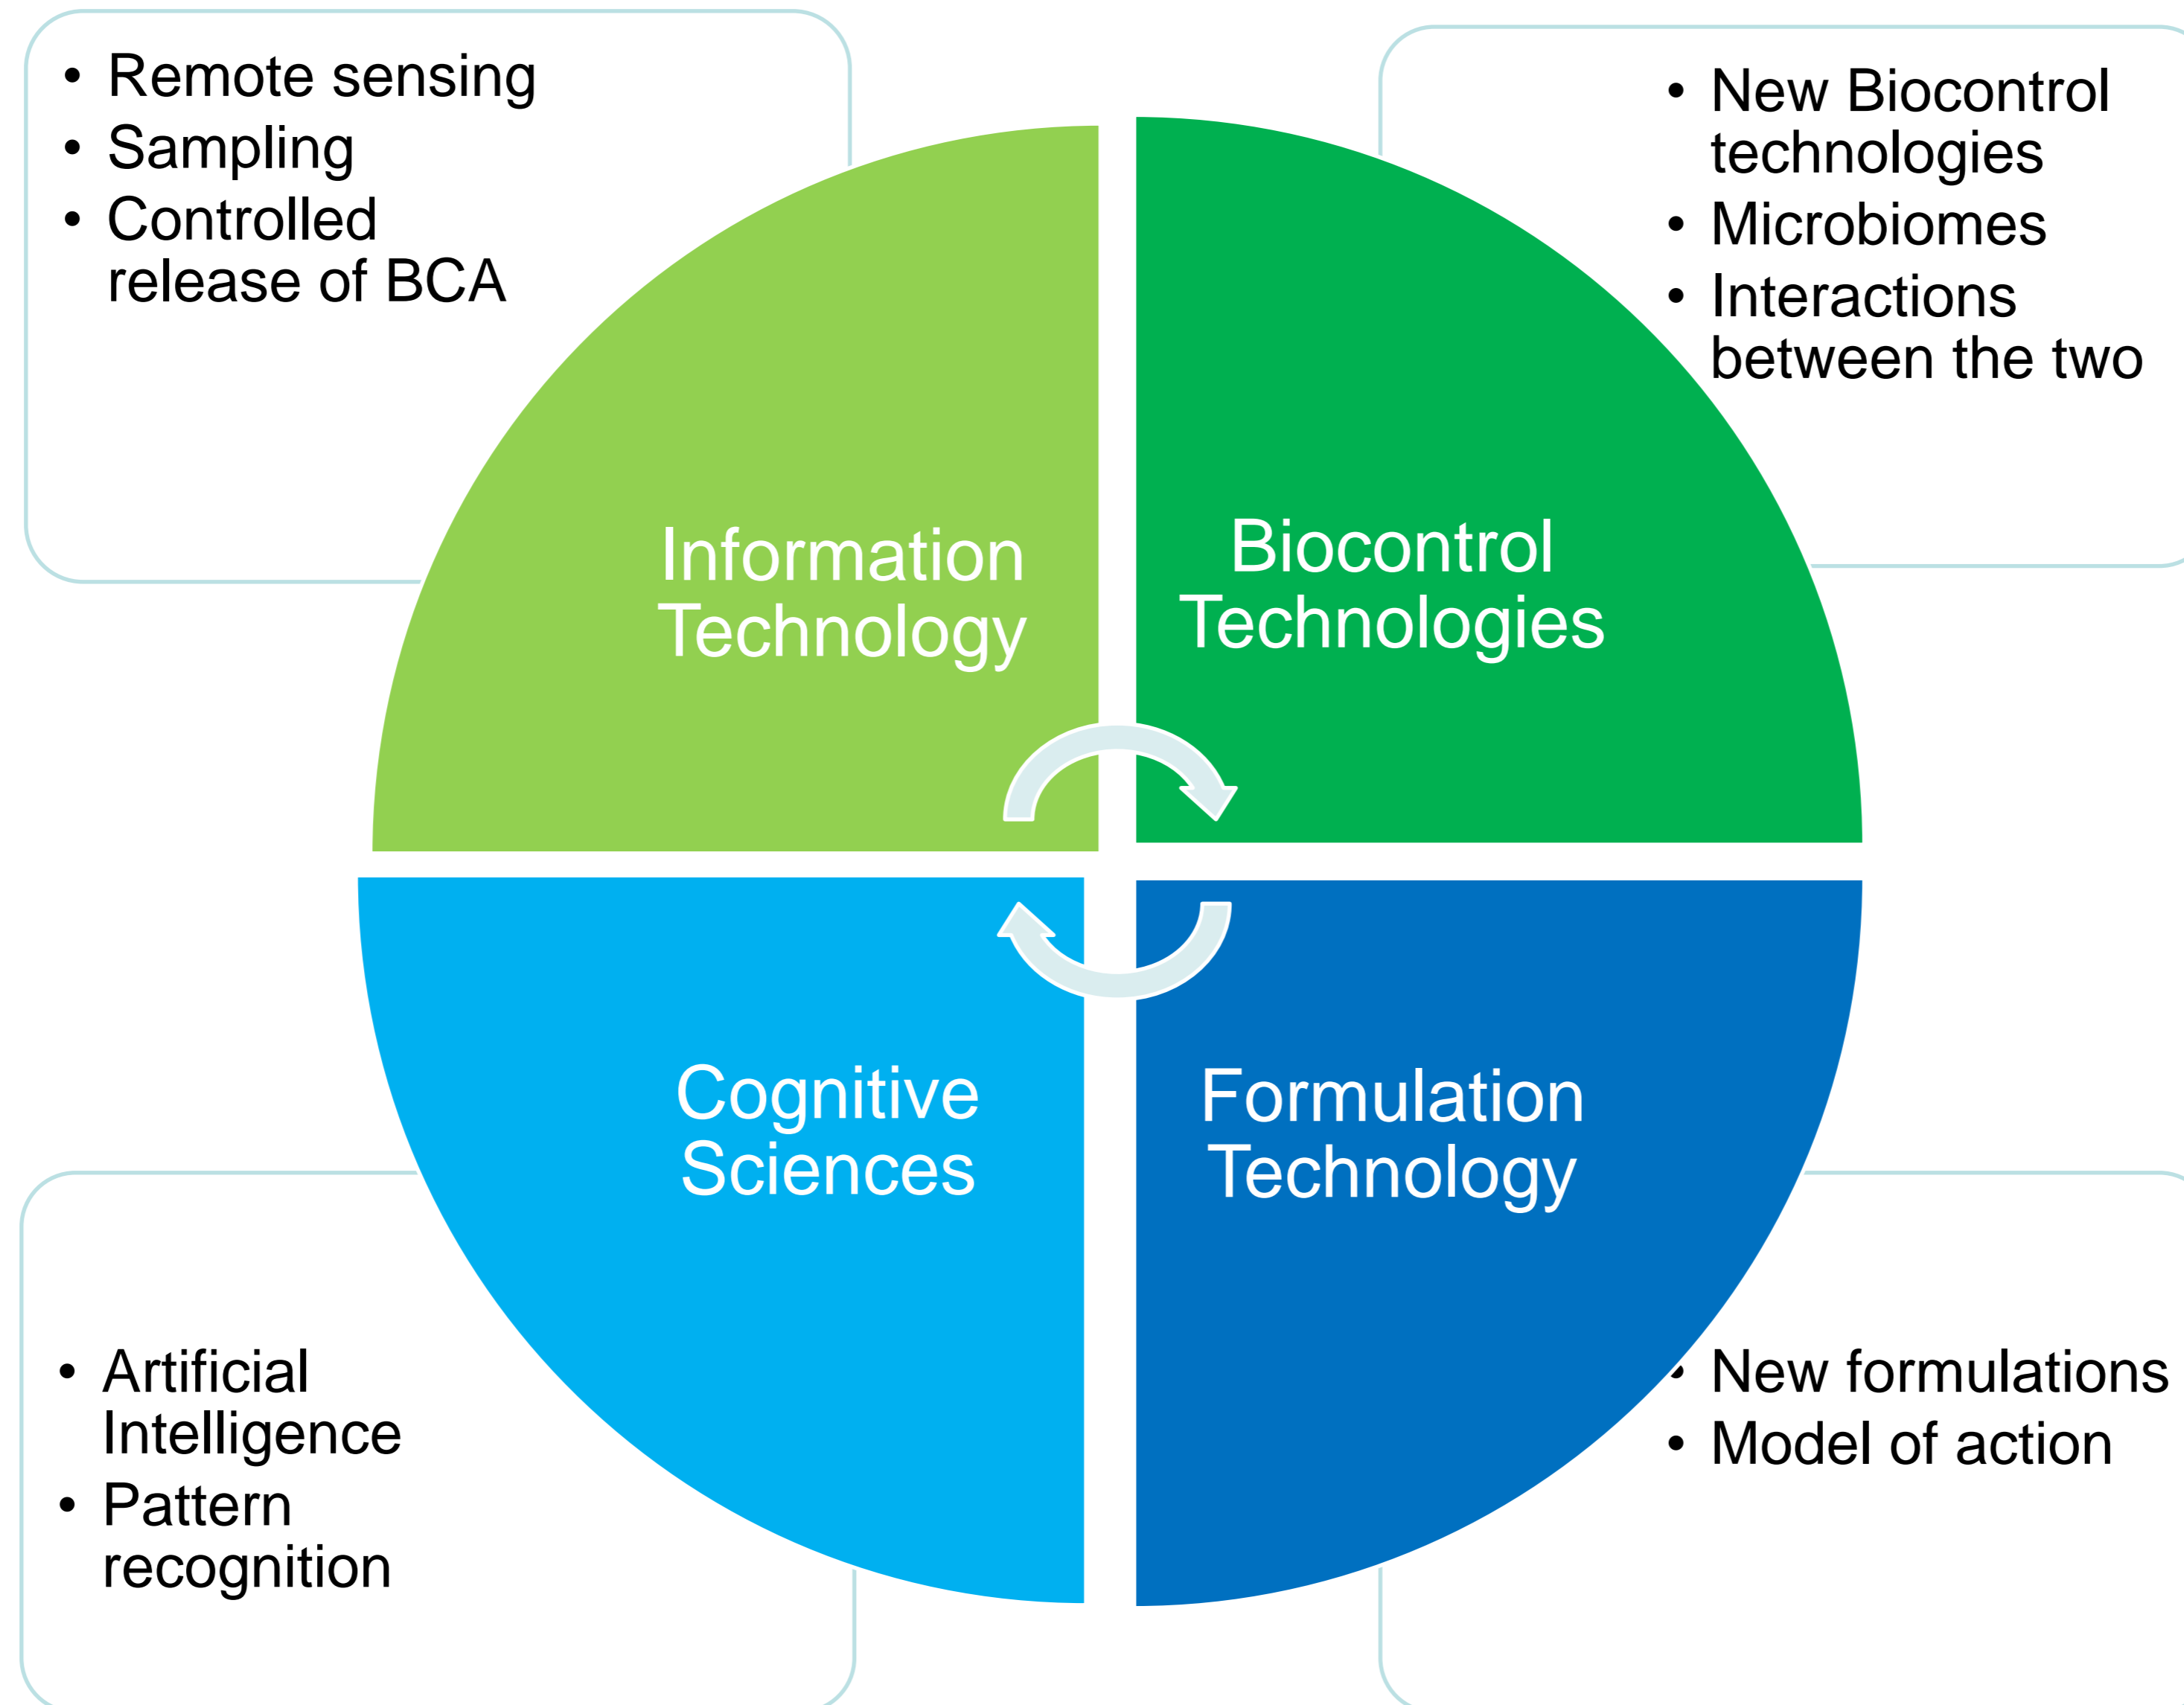 • Remote sensing
• Sampling
• Controlled
release of BCA
• New Biocontrol
technologies
• Microbiomes
• Interactions
between the two
Information
Technology
Biocontrol
Technologies
Cognitive
Sciences
Formulation
Technology
• Artificial
Intelligence
• Pattern
recognition
• New formulations
• Model of action